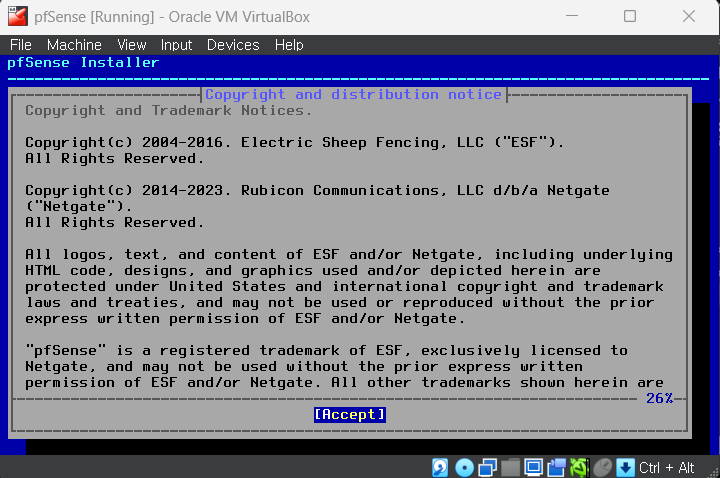 pfSense [Running] - Oracle VM VirtualBox
File Machine View Input Devices Help
pfSense Installer
Copyright and distribution notice
Copyright and Trademark Notices.
Copyright(c) 2004-2016. Electric Sheep Fencing, LLC ("ESF").
All Rights Reserved.
Copyright(c) 2014-2023. Rubicon Communications, LLC d/b/a Netgate
("Netgate").
All Rights Reserved.
All logos, text, and content of ESF and/or Netgate, including underlying
HTML code, designs, and graphics used and/or depicted herein are
protected under United States and international copyright and trademark
laws and treaties, and may not be used or reproduced without the prior
express written permission of ESF and/or Netgate.
"pfSense" is a registered trademark of ESF, exclusively licensed to
Netgate, and may not be used without the prior express written
permission of ESF and/or Netgate. All other trademarks shown herein are
26%
[Accept]
Ctrl + Alt